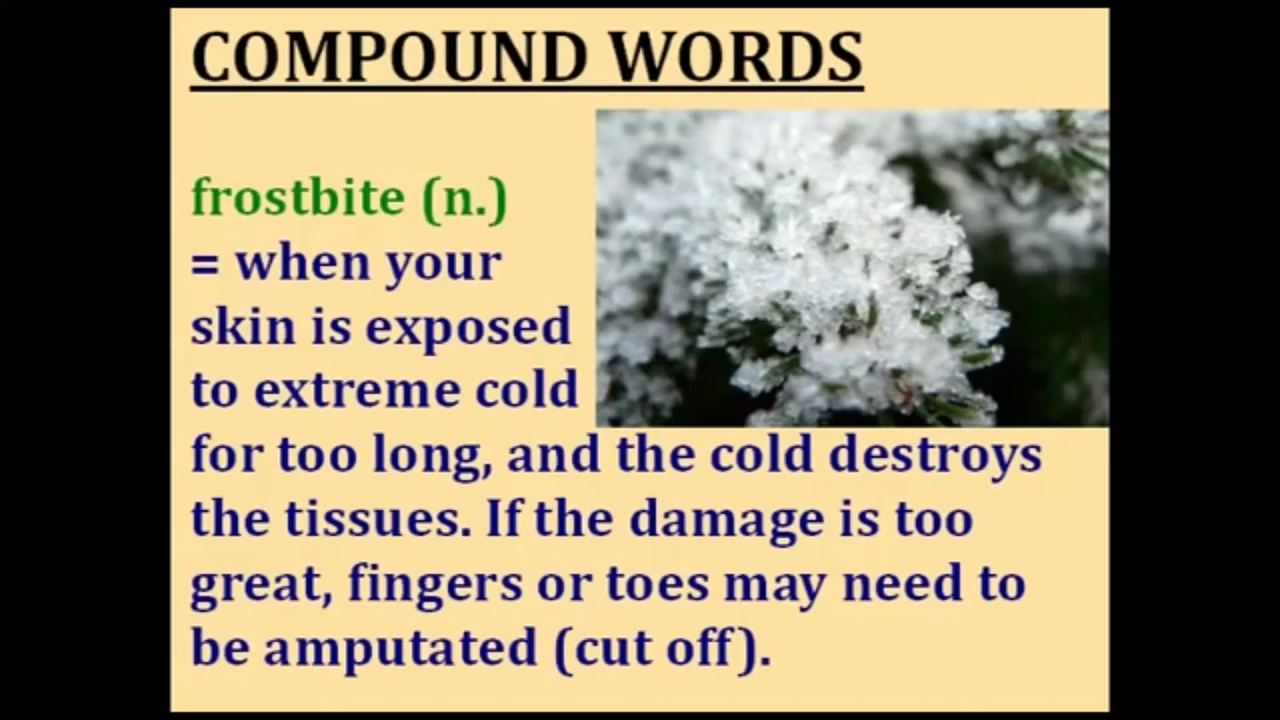 COMPOUND WORDS
frostbite (n.)
= when your
skin is exposed
to extreme cold
for too long, and the cold destroys
the tissues. If the damage is too
great, fingers or toes may need to
be amputated (cut off).